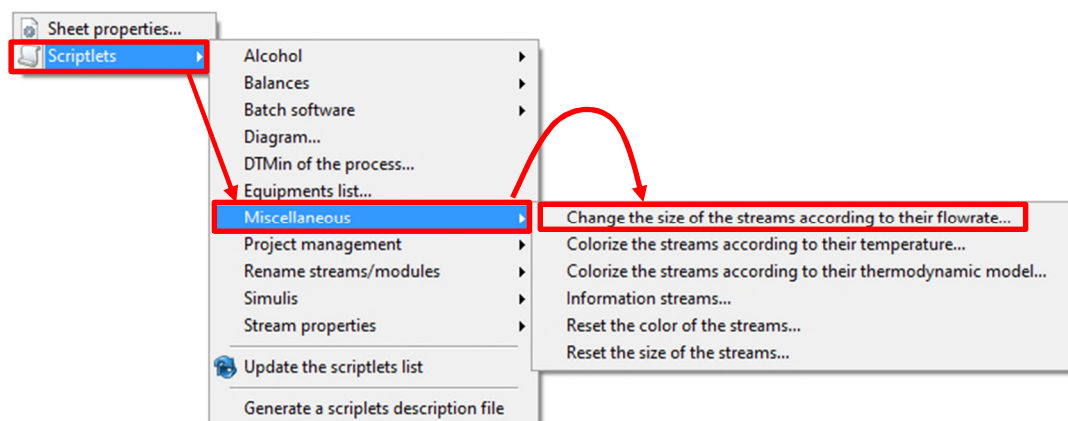 Sheet properties...
Scriptlets
Alcohol
Balances
Batch software
Diagram...
DTMin of the process...
Equipments list...
Miscellaneous
Project management
Rename streams/modules
Simulis
Stream properties
Update the scriptlets list
Generate a scriplets description file
Change the size of the streams according to their flowrate...
Colorize the streams according to their temperature...
Colorize the streams according to their thermodynamic model...
Information streams...
Reset the color of the streams...
Reset the size of the streams...